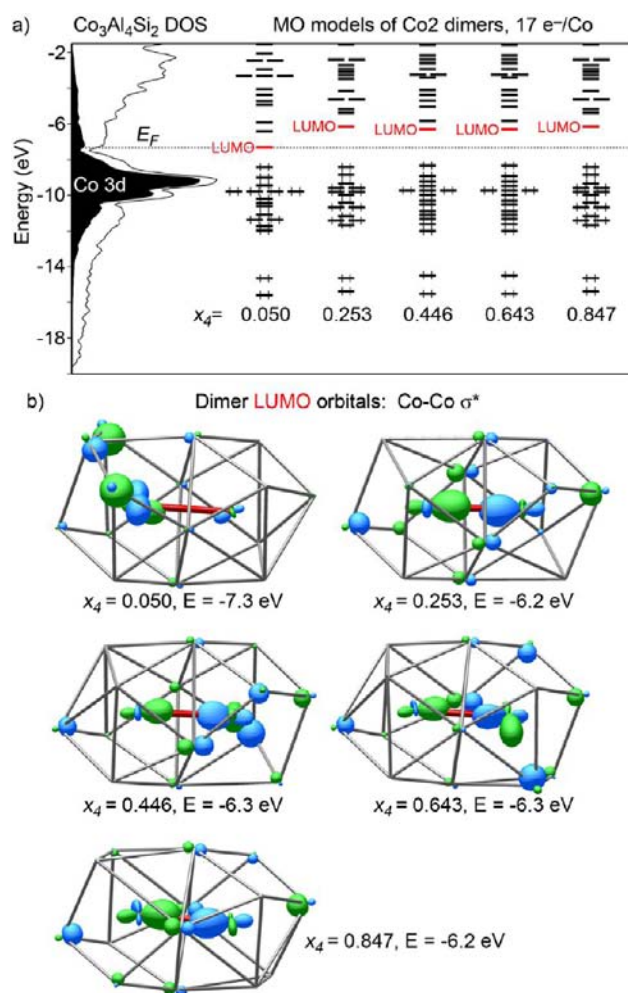 a) Co₃Al₄Si₂ DOS MO models of Co2 dimers, 17 e⁻/Co
Energy (eV)
-2
-6
-10
-14
-18
E_F
Co 3d
LUMO
LUMO
LUMO
LUMO
LUMO
x₄= 0.050 0.253 0.446 0.643 0.847
b) Dimer LUMO orbitals: Co-Co σ*
x₄ = 0.050, E = -7.3 eV x₄ = 0.253, E = -6.2 eV
x₄ = 0.446, E = -6.3 eV x₄ = 0.643, E = -6.3 eV
x₄ = 0.847, E = -6.2 eV